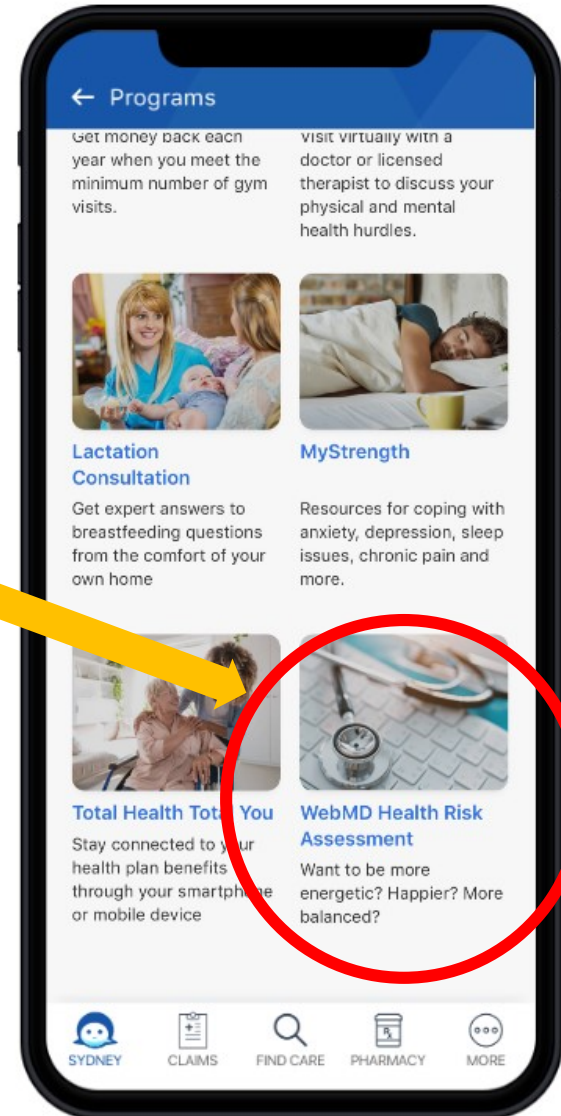 ← Programs
Get money back each
year when you meet the
minimum number of gym
visits.
Visit virtually with a
doctor or licensed
therapist to discuss your
physical and mental
health hurdles.
Lactation
Consultation
Get expert answers to
breastfeeding questions
from the comfort of your
own home
MyStrength
Resources for coping with
anxiety, depression, sleep
issues, chronic pain and
more.
Total Health Total You
Stay connected to your
health plan benefits
through your smartphone
or mobile device
WebMD Health Risk
Assessment
Want to be more
energetic? Happier? More
balanced?
SYDNEY
CLAIMS
FIND CARE
PHARMACY
MORE